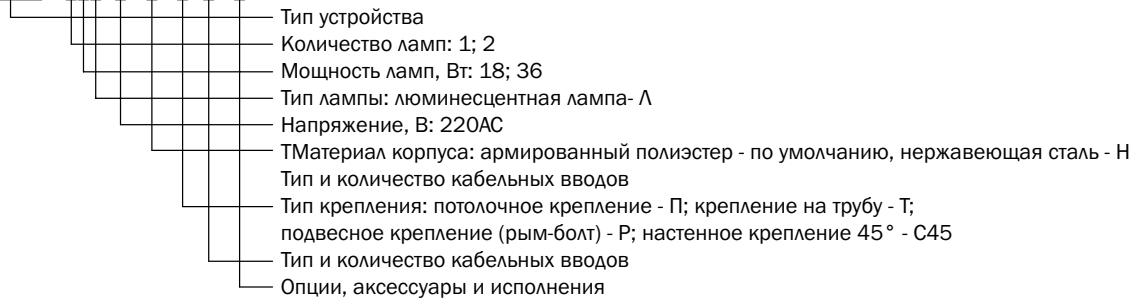 Тип устройства
Количество ламп: 1; 2
Мощность ламп, Вт: 18; 36
Тип лампы: люминесцентная лампа- Л
Напряжение, В: 220АС
ТМатериал корпуса: армированный полиэстер - по умолчанию, нержавеющая сталь - Н
Тип и количество кабельных вводов
Тип крепления: потолочное крепление - П; крепление на трубу - Т;
подвесное крепление (рым-болт) - Р; настенное крепление 45° - С45
Тип и количество кабельных вводов
Опции, аксессуары и исполнения